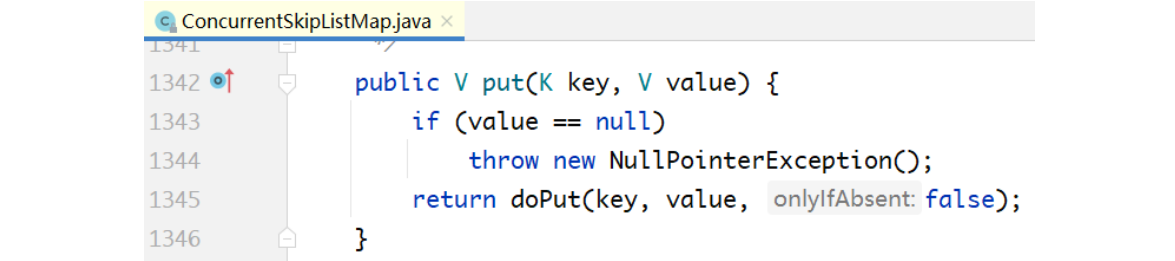 ConcurrentSkipListMap.java
1341 */
1342 public V put(K key, V value) {
1343 if (value == null)
1344 throw new NullPointerException();
1345 return doPut(key, value, onlyIfAbsent: false);
1346 }